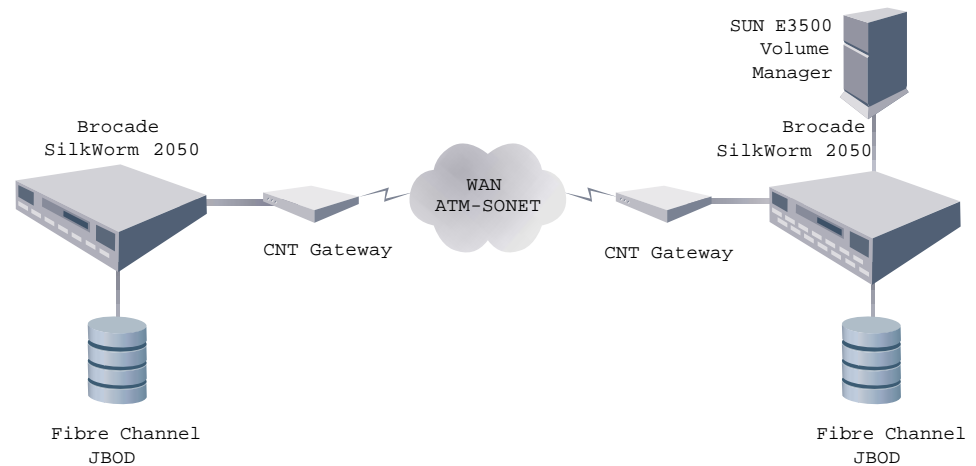 SUN E3500
Volume
Manager
Brocade
SilkWorm 2050
Brocade
SilkWorm 2050
WAN
ATM-SONET
CNT Gateway
CNT Gateway
Fibre Channel
JBOD
Fibre Channel
JBOD